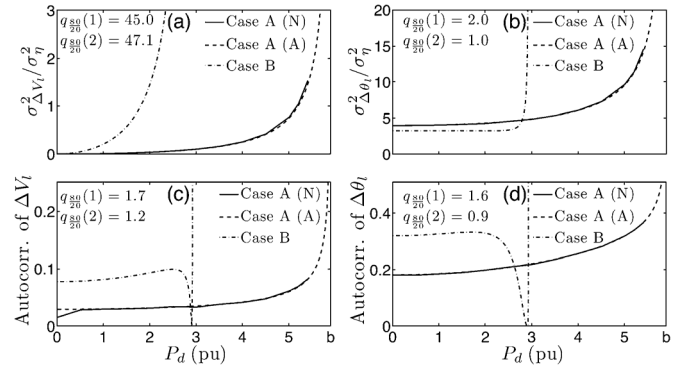 σ²_{ΔV_l}/σ²_η
3
2
1
0
q_{80/20}(1) = 45.0
q_{80/20}(2) = 47.1
(a)
Case A (N)
Case A (A)
Case B
σ²_{Δθ_l}/σ²_η
20
15
10
5
0
q_{80/20}(1) = 2.0
q_{80/20}(2) = 1.0
(b)
Case A (N)
Case A (A)
Case B
Autocorr. of ΔV_l
0.2
0.1
0
q_{80/20}(1) = 1.7
q_{80/20}(2) = 1.2
(c)
Case A (N)
Case A (A)
Case B
0 1 2 3 4 5 b
P_d (pu)
Autocorr. of Δθ_l
0.4
0.2
0
q_{80/20}(1) = 1.6
q_{80/20}(2) = 0.9
(d)
Case A (N)
Case A (A)
Case B
0 1 2 3 4 5 b
P_d (pu)